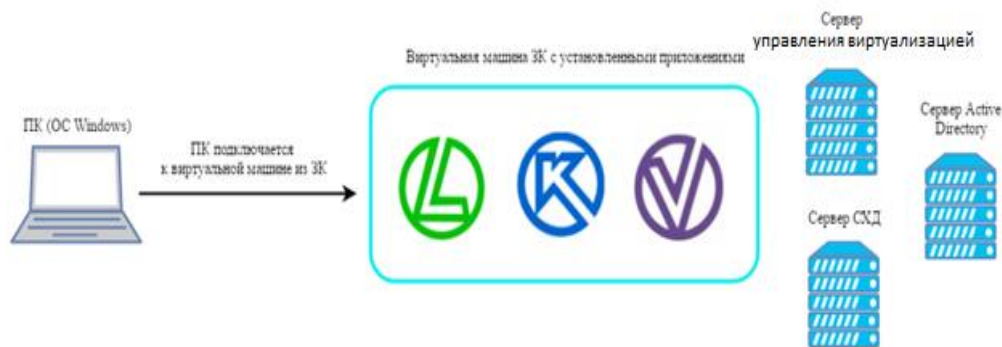 ПК (ОС Windows)
ПК подключается
к виртуальной машине из ЗК
Виртуальная машина ЗК с установленными приложениями
Сервер
управления виртуализацией
Сервер Active
Directory
Сервер СХД